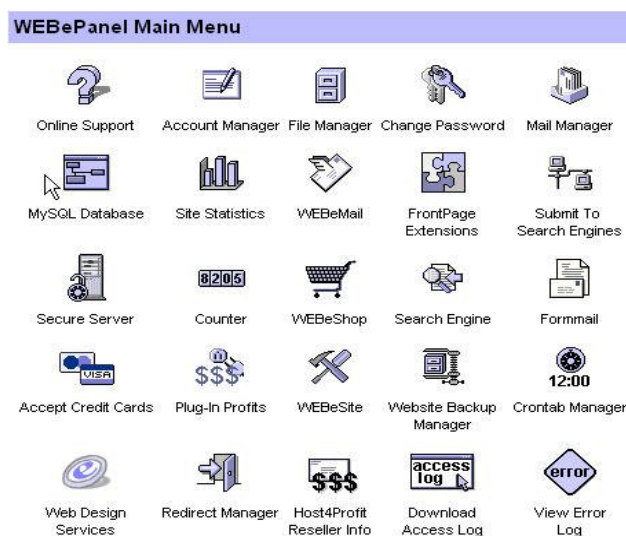 WEBePanel Main Menu
Online Support
Account Manager
File Manager
Change Password
Mail Manager
MySQL Database
Site Statistics
WEBeMail
FrontPage
Extensions
Submit To
Search Engines
8205
Secure Server
Counter
WEBeShop
Search Engine
Formmail
VISA
$$$
12:00
Accept Credit Cards
Plug-In Profits
WEBeSite
Website Backup
Manager
Crontab Manager
$$$
access
log
error
Web Design
Services
Redirect Manager
Host4Profit
Reseller Info
Download
Access Log
View Error
Log